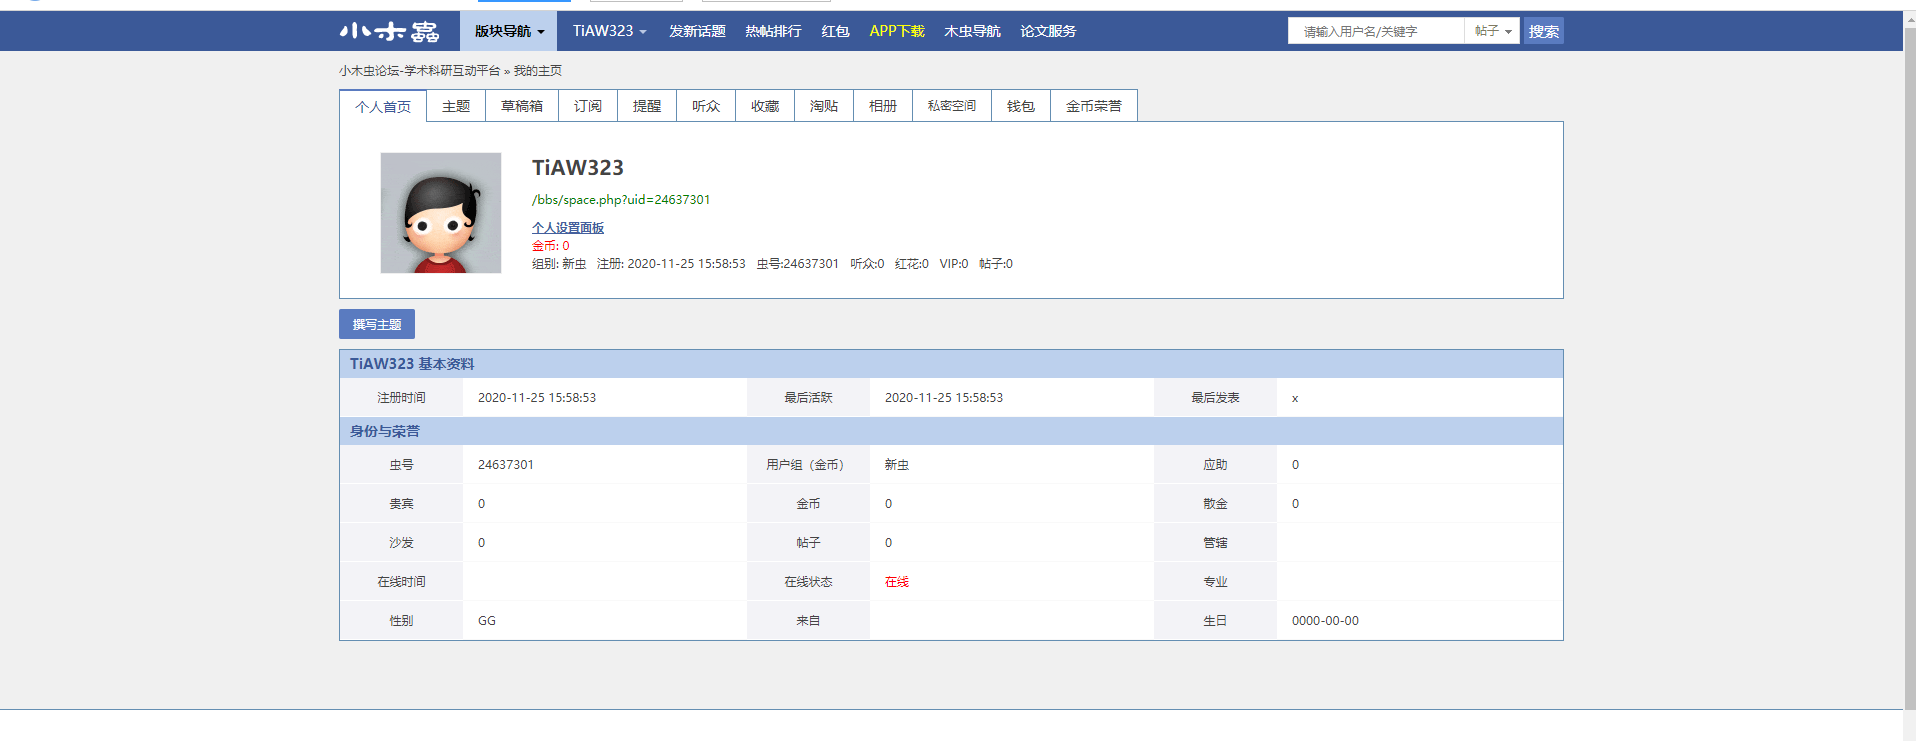 小木蟲 版块导航 TiAW323 发新话题 热帖排行 红包 APP下载 木虫导航 论文服务 请输入用户名/关键字 帖子 搜索
小木虫论坛-学术科研互动平台 » 我的主页
个人首页 主题 草稿箱 订阅 提醒 听众 收藏 淘贴 相册 私密空间 钱包 金币荣誉
TiAW323
/bbs/space.php?uid=24637301
个人设置面板
金币: 0
组别: 新虫 注册: 2020-11-25 15:58:53 虫号:24637301 听众:0 红花:0 VIP:0 帖子:0
撰写主题
TiAW323 基本资料
注册时间 2020-11-25 15:58:53 最后活跃 2020-11-25 15:58:53 最后发表 x
身份与荣誉
虫号 24637301 用户组（金币） 新虫 应助 0
贵宾 0 金币 0 散金 0
沙发 0 帖子 0 管辖
在线时间 在线状态 在线 专业
性别 GG 来自 生日 0000-00-00